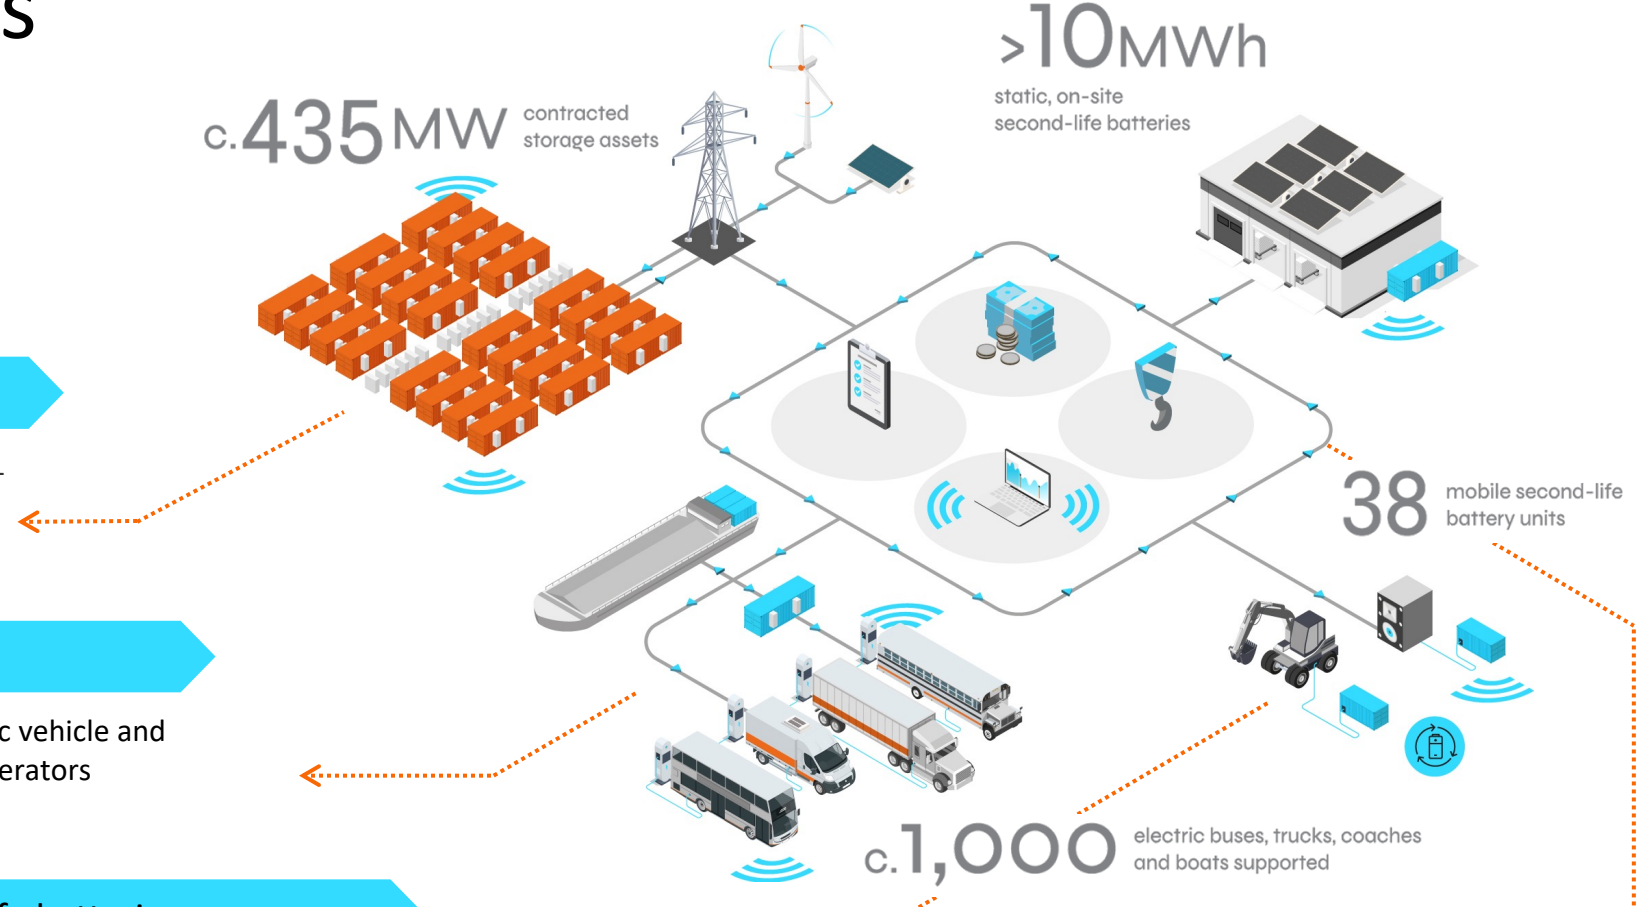 s
>10MWh
static, on-site
second-life batteries
c.435MW
contracted
storage assets
38
mobile second-life
battery units
c vehicle and
erators
c.1,000
electric buses, trucks, coaches
and boats supported